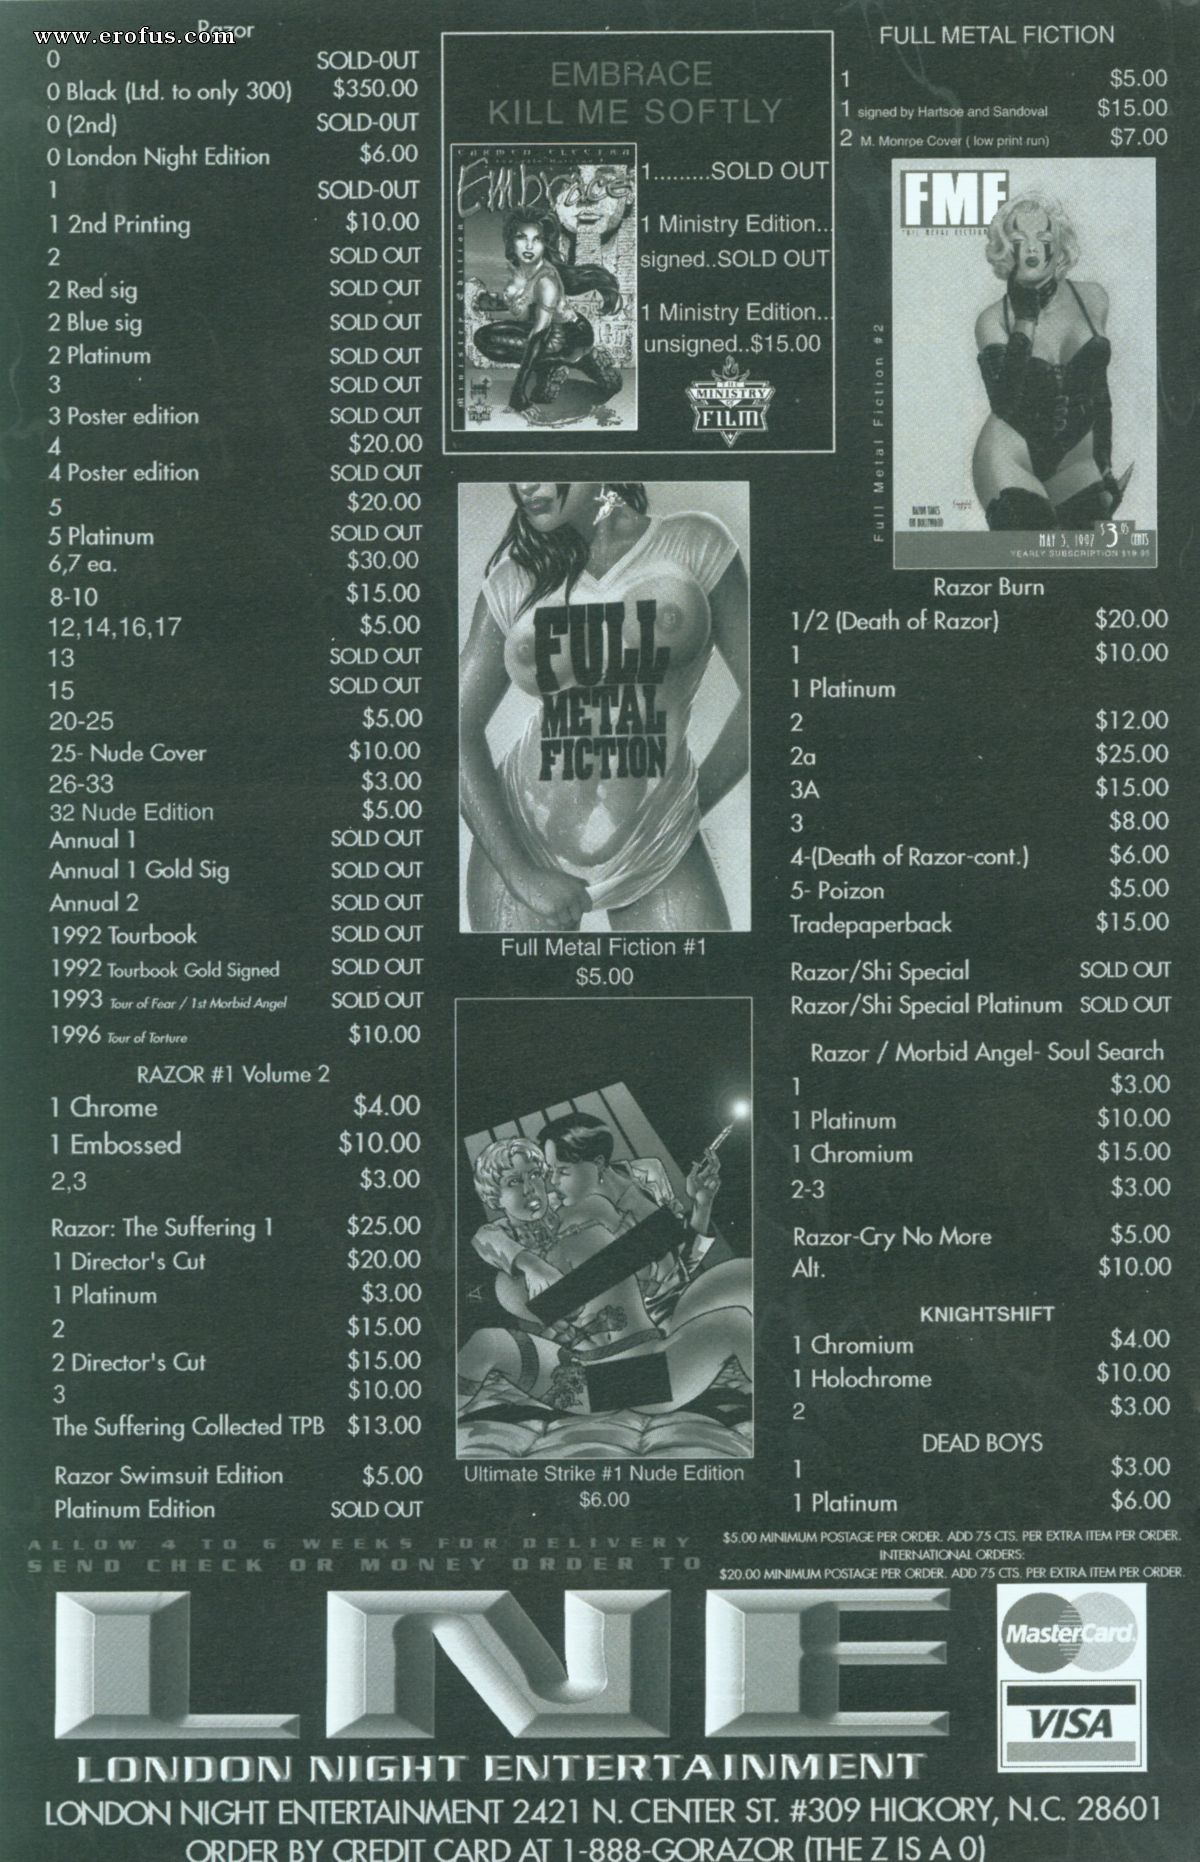 www.erofus.com
Razor
0 SOLD-OUT
0 Black (Ltd. to only 300) $350.00
0 (2nd) SOLD-OUT
0 London Night Edition $6.00
1 SOLD-OUT
1 2nd Printing $10.00
2 SOLD OUT
2 Red sig SOLD OUT
2 Blue sig SOLD OUT
2 Platinum SOLD OUT
3 SOLD OUT
3 Poster edition SOLD OUT
4 $20.00
4 Poster edition SOLD OUT
5 $20.00
5 Platinum SOLD OUT
6,7 ea. $30.00
8-10 $15.00
12,14,16,17 $5.00
13 SOLD OUT
15 SOLD OUT
20-25 $5.00
25- Nude Cover $10.00
26-33 $3.00
32 Nude Edition $5.00
Annual 1 SOLD OUT
Annual 1 Gold Sig SOLD OUT
Annual 2 SOLD OUT
1992 Tourbook SOLD OUT
1992 Tourbook Gold Signed SOLD OUT
1993 Tour of Fear / 1st Morbid Angel SOLD OUT
1996 Tour of Torture $10.00
RAZOR #1 Volume 2
1 Chrome $4.00
1 Embossed $10.00
2,3 $3.00
Razor: The Suffering 1 $25.00
1 Director's Cut $20.00
1 Platinum $3.00
2 $15.00
2 Director's Cut $15.00
3 $10.00
The Suffering Collected TPB $13.00
Razor Swimsuit Edition $5.00
Platinum Edition SOLD OUT
EMBRACE
KILL ME SOFTLY
CARMEN ELECTRA
Embrace
Ministry Edition
1.........SOLD OUT
1 Ministry Edition..
signed..SOLD OUT
1 Ministry Edition..
unsigned..$15.00
THE
MINISTRY
OF
FILM
FULL
METAL
FICTION
Full Metal Fiction #1
$5.00
Ultimate Strike #1 Nude Edition
$6.00
FULL METAL FICTION
1 $5.00
1 signed by Hartsoe and Sandoval $15.00
2 M. Monroe Cover ( low print run) $7.00
FMF
FULL METAL FICTION
Full Metal Fiction #2
RAZOR TAKES
ON HOLLYWOOD
MAY 5, 1997 $3.95 CENTS
YEARLY SUBSCRIPTION $19.95
Razor Burn
1/2 (Death of Razor) $20.00
1 $10.00
1 Platinum
2 $12.00
2a $25.00
3A $15.00
3 $8.00
4-(Death of Razor-cont.) $6.00
5- Poizon $5.00
Tradepaperback $15.00
Razor/Shi Special SOLD OUT
Razor/Shi Special Platinum SOLD OUT
Razor / Morbid Angel- Soul Search
1 $3.00
1 Platinum $10.00
1 Chromium $15.00
2-3 $3.00
Razor-Cry No More $5.00
Alt. $10.00
KNIGHTSHIFT
1 Chromium $4.00
1 Holochrome $10.00
2 $3.00
DEAD BOYS
1 $3.00
1 Platinum $6.00
ALLOW 4 TO 6 WEEKS FOR DELIVERY
SEND CHECK OR MONEY ORDER TO
$5.00 MINIMUM POSTAGE PER ORDER. ADD 75 CTS. PER EXTRA ITEM PER ORDER.
INTERNATIONAL ORDERS:
$20.00 MINIMUM POSTAGE PER ORDER. ADD 75 CTS. PER EXTRA ITEM PER ORDER.
LNE
MasterCard
VISA
LONDON NIGHT ENTERTAINMENT
LONDON NIGHT ENTERTAINMENT 2421 N. CENTER ST. #309 HICKORY, N.C. 28601
ORDER BY CREDIT CARD AT 1-888-GORAZOR (THE Z IS A 0)